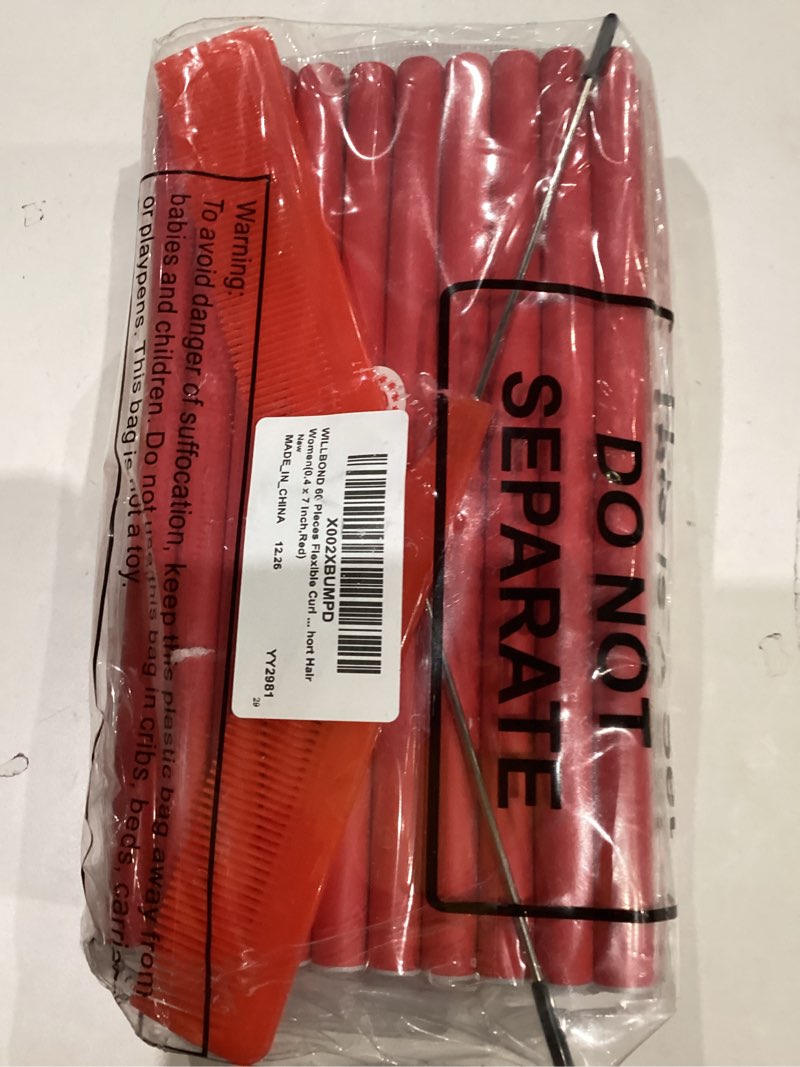 Warning:
To avoid danger of suffocation, keep this plastic bag away from
babies and children. Do not use this bag in cribs, beds, carri
or playpens. This bag is not a toy.
X002XBUMPD
WILLBOND 60 Pieces Flexible Curl ... hort Hair
Women(0.4 x 7 Inch,Red)
New
MADE_IN_CHINA 12.26
YY2981
29
DO NOT
SEPARATE